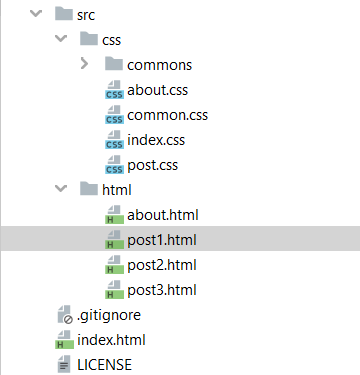 src
css
commons
about.css
common.css
index.css
post.css
html
about.html
post1.html
post2.html
post3.html
.gitignore
index.html
LICENSE